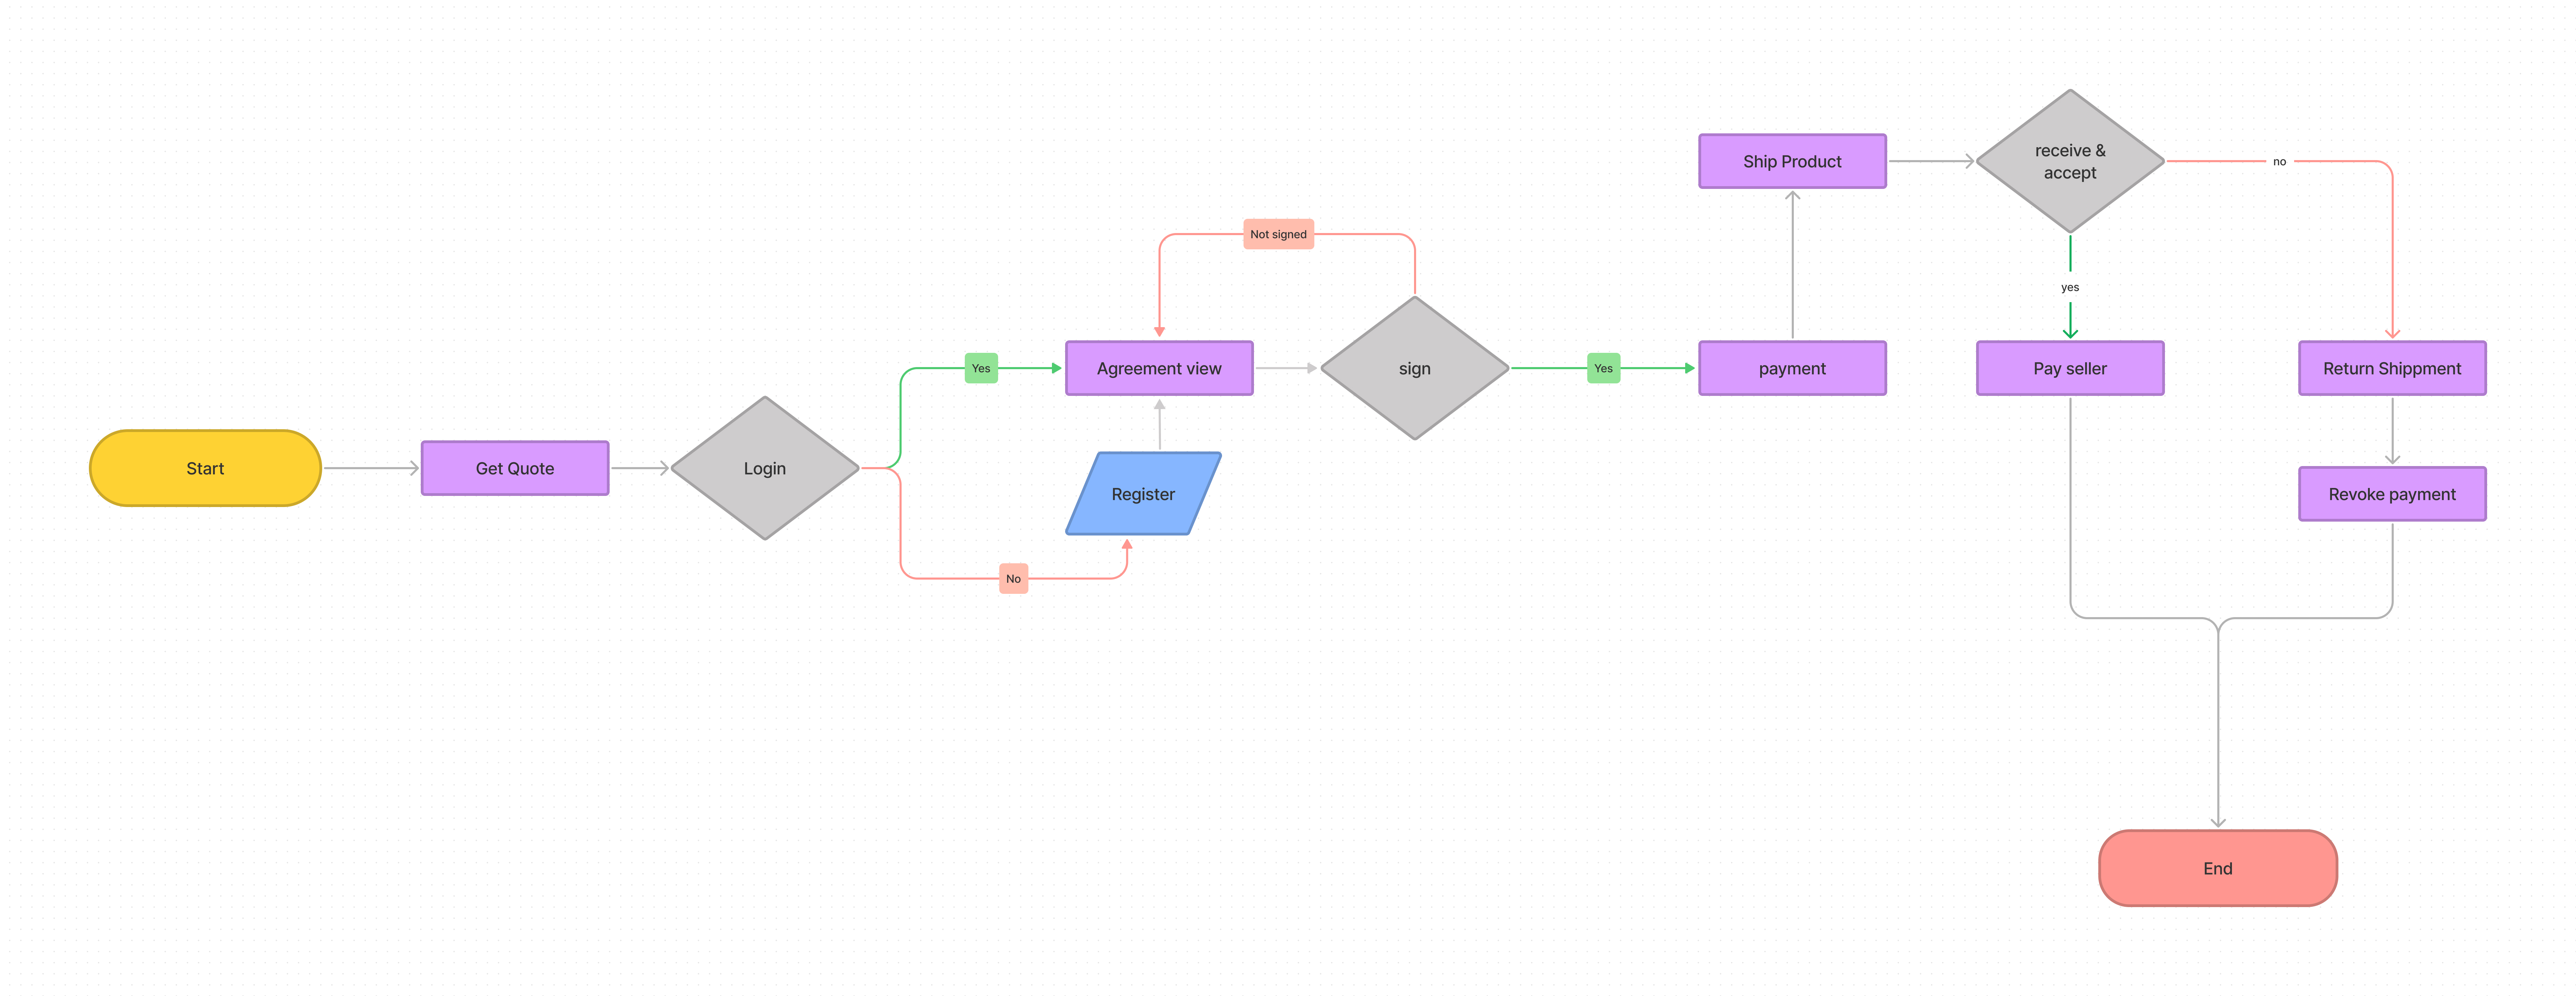 Start
Get Quote
Login
Yes
No
Register
Agreement view
Not signed
sign
Yes
payment
Ship Product
receive &
accept
no
yes
Pay seller
Return Shippment
Revoke payment
End